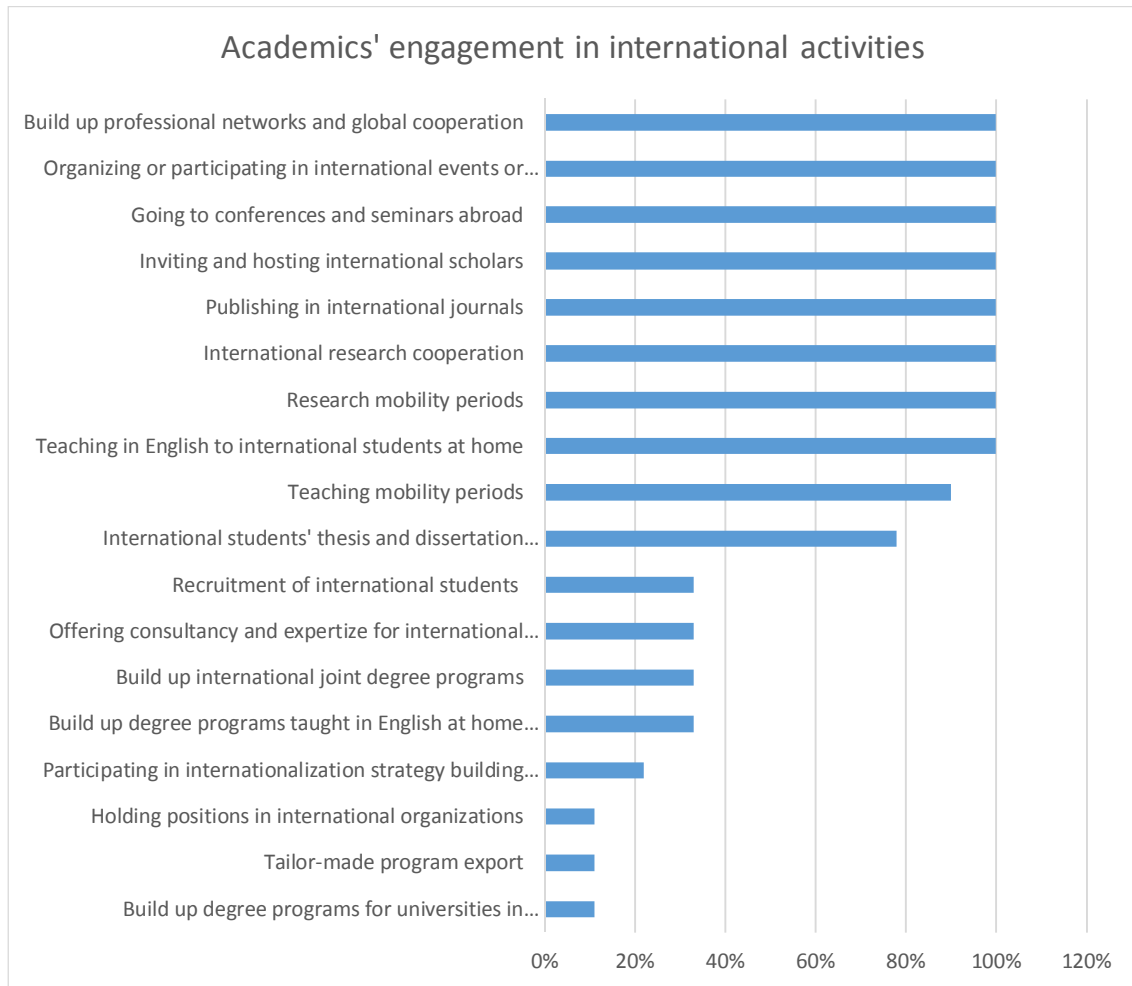 Academics' engagement in international activities
Build up professional networks and global cooperation
Organizing or participating in international events or...
Going to conferences and seminars abroad
Inviting and hosting international scholars
Publishing in international journals
International research cooperation
Research mobility periods
Teaching in English to international students at home
Teaching mobility periods
International students' thesis and dissertation...
Recruitment of international students
Offering consultancy and expertize for international...
Build up international joint degree programs
Build up degree programs taught in English at home...
Participating in internationalization strategy building...
Holding positions in international organizations
Tailor-made program export
Build up degree programs for universities in...
0% 20% 40% 60% 80% 100% 120%